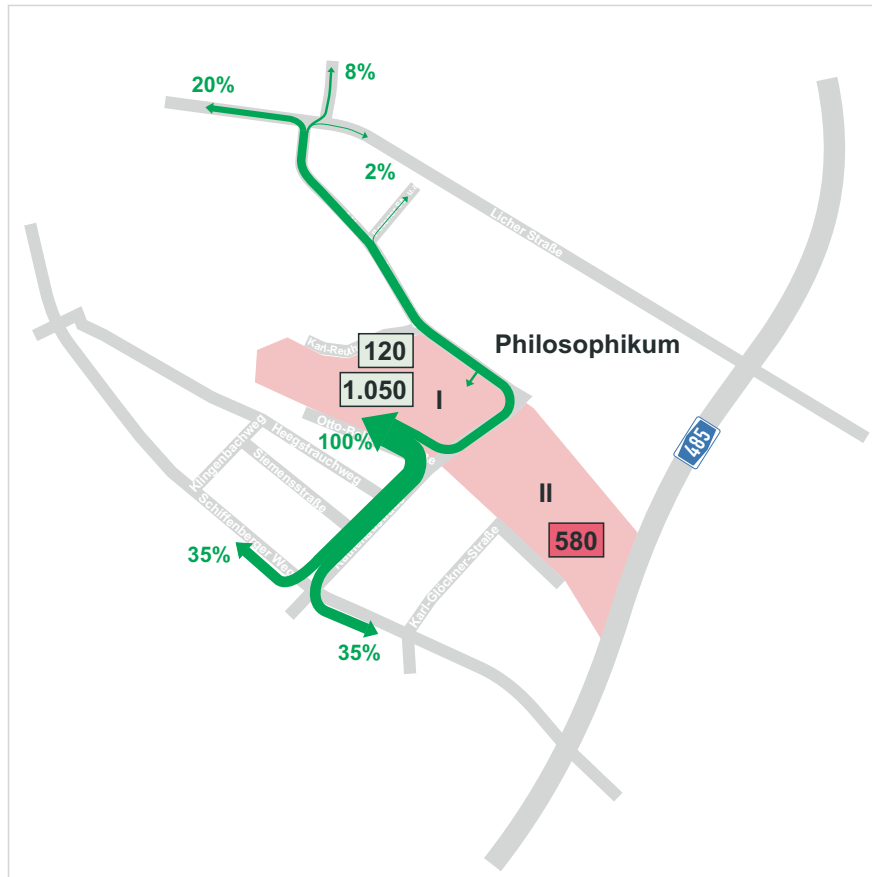 8%
20%
2%
Licher Straße
Philosophikum
120
1.050
I
100%
485
Klingenbachweg
Heegstrauchweg
Siemensstraße
II
580
Schiffenberger Weg
35%
Karl-Glöckner-Straße
35%